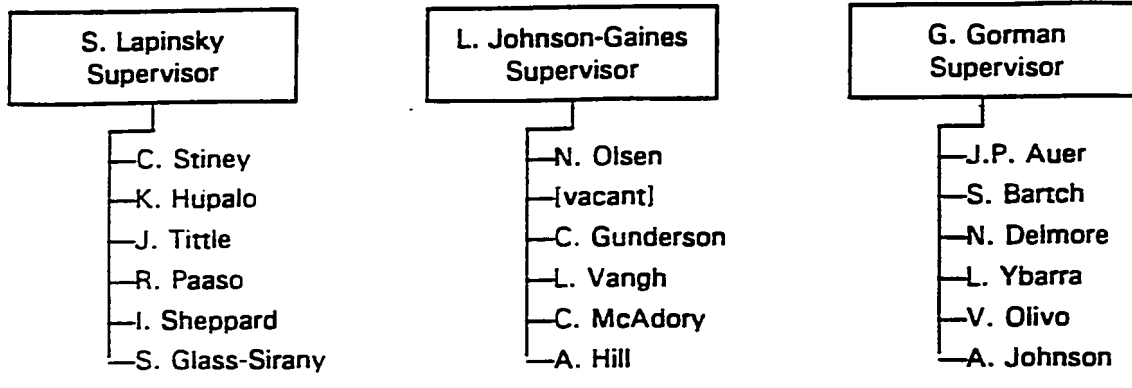 S. Lapinsky
Supervisor
C. Stiney
K. Hupalo
J. Tittle
R. Paaso
I. Sheppard
S. Glass-Sirany
L. Johnson-Gaines
Supervisor
N. Olsen
[vacant]
C. Gunderson
L. Vangh
C. McAdory
A. Hill
G. Gorman
Supervisor
J.P. Auer
S. Bartch
N. Delmore
L. Ybarra
V. Olivo
A. Johnson